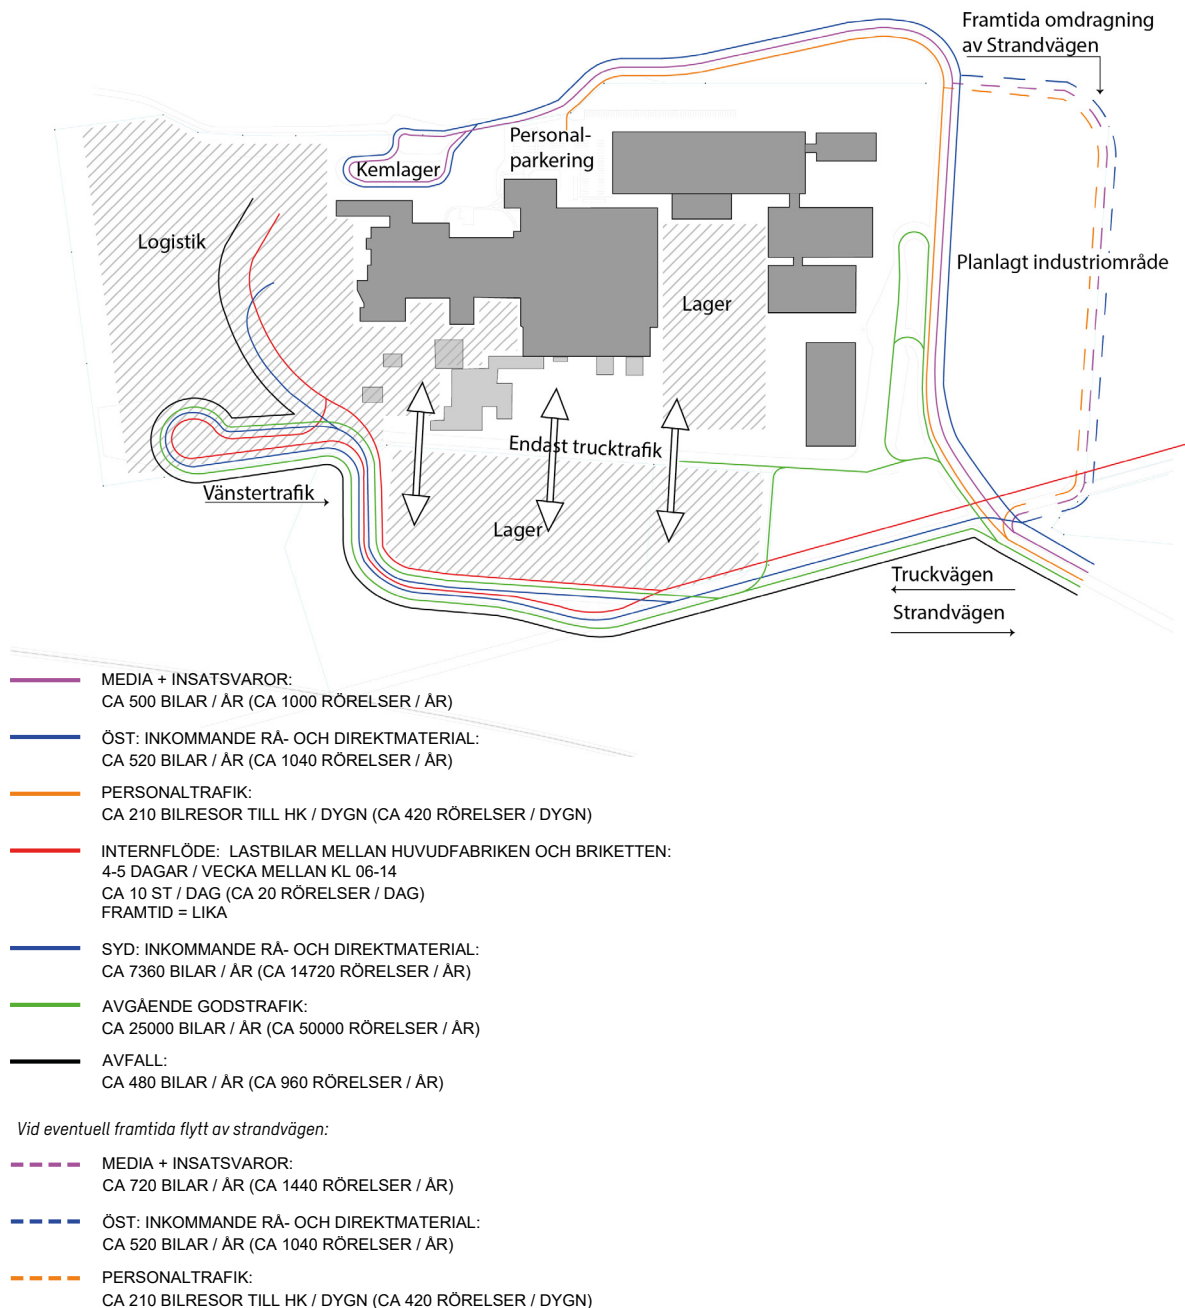 Framtida omdragning
av Strandvägen
Personal-
parkering
Kemlager
Logistik
Planlagt industriområde
Lager
Endast trucktrafik
Vänstertrafik
Lager
Truckvägen
Strandvägen
MEDIA + INSATSVAROR:
CA 500 BILAR / ÅR (CA 1000 RÖRELSER / ÅR)
ÖST: INKOMMANDE RÅ- OCH DIREKTMATERIAL:
CA 520 BILAR / ÅR (CA 1040 RÖRELSER / ÅR)
PERSONALTRAFIK:
CA 210 BILRESOR TILL HK / DYGN (CA 420 RÖRELSER / DYGN)
INTERNFLÖDE: LASTBILAR MELLAN HUVUDFABRIKEN OCH BRIKETTEN:
4-5 DAGAR / VECKA MELLAN KL 06-14
CA 10 ST / DAG (CA 20 RÖRELSER / DAG)
FRAMTID = LIKA
SYD: INKOMMANDE RÅ- OCH DIREKTMATERIAL:
CA 7360 BILAR / ÅR (CA 14720 RÖRELSER / ÅR)
AVGÅENDE GODSTRAFIK:
CA 25000 BILAR / ÅR (CA 50000 RÖRELSER / ÅR)
AVFALL:
CA 480 BILAR / ÅR (CA 960 RÖRELSER / ÅR)
Vid eventuell framtida flytt av strandvägen:
MEDIA + INSATSVAROR:
CA 720 BILAR / ÅR (CA 1440 RÖRELSER / ÅR)
ÖST: INKOMMANDE RÅ- OCH DIREKTMATERIAL:
CA 520 BILAR / ÅR (CA 1040 RÖRELSER / ÅR)
PERSONALTRAFIK:
CA 210 BILRESOR TILL HK / DYGN (CA 420 RÖRELSER / DYGN)